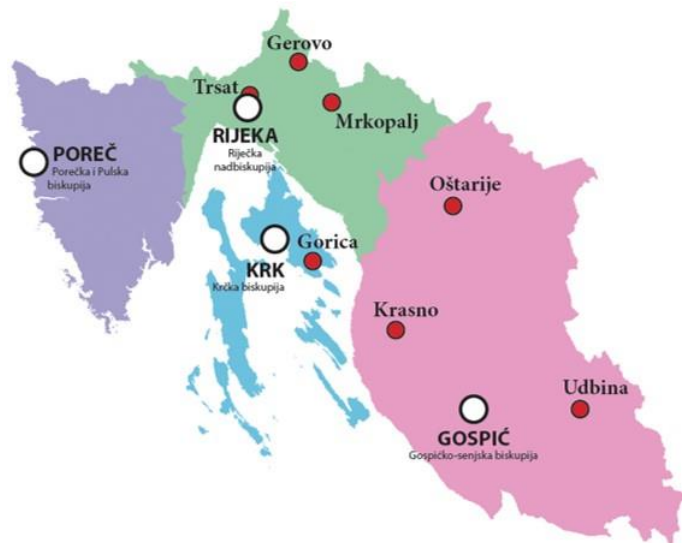 Gerovo
Trsat
Mrkopalj
RIJEKA
Riječka
nadbiskupija
POREČ
Porečka i Pulska
biskupija
Oštarije
Gorica
KRK
Krčka biskupija
Krasno
Udbina
GOSPIĆ
Gospićko-senjska biskupija